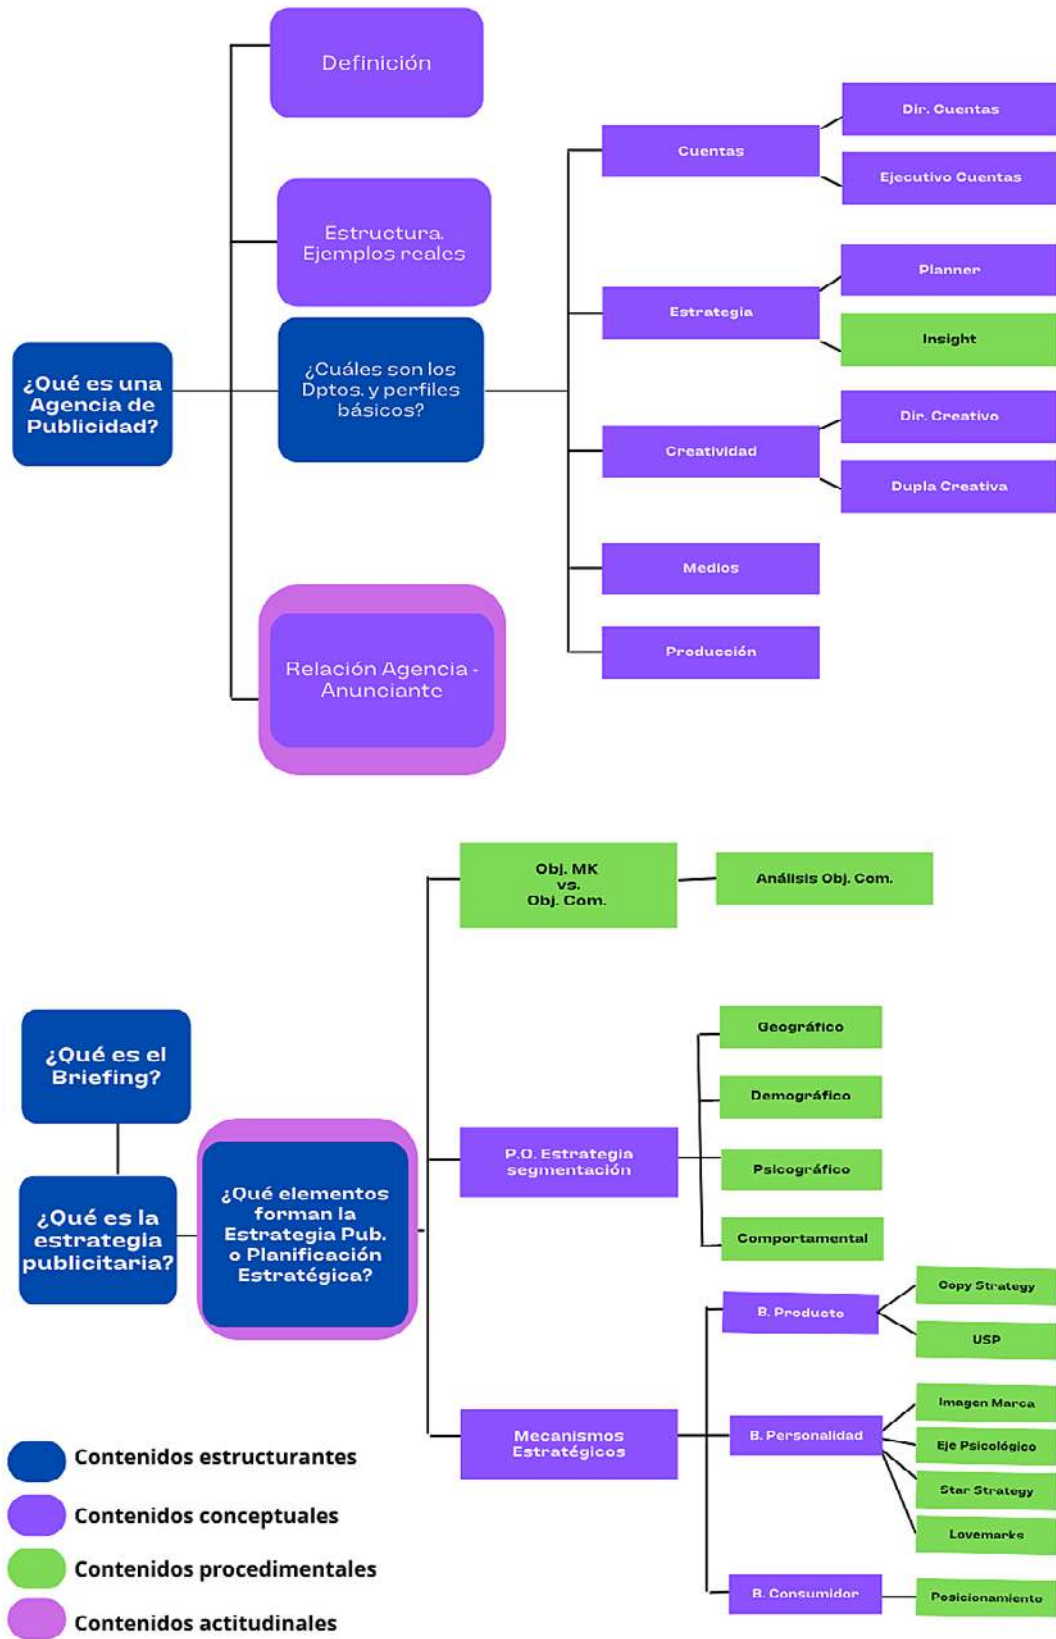 Definición
Estructura.
Ejemplos reales
¿Qué es una
Agencia de
Publicidad?
¿Cuáles son los
Dptos. y perfiles
básicos?
Relación Agencia -
Anunciante
Cuentas
Dir. Cuentas
Ejecutivo Cuentas
Estrategia
Planner
Insight
Creatividad
Dir. Creativo
Dupla Creativa
Medios
Producción
¿Qué es el
Briefing?
¿Qué es la
estrategia
publicitaria?
¿Qué elementos
forman la
Estrategia Pub.
o Planificación
Estratégica?
Obj. MK
vs.
Obj. Com.
Análisis Obj. Com.
P.O. Estrategia
segmentación
Geográfico
Demográfico
Psicográfico
Comportamental
Mecanismos
Estratégicos
B. Producto
Copy Strategy
USP
B. Personalidad
Imagen Marca
Eje Psicológico
Star Strategy
Lovemarks
B. Consumidor
Posicionamiento
Contenidos estructurantes
Contenidos conceptuales
Contenidos procedimentales
Contenidos actitudinales